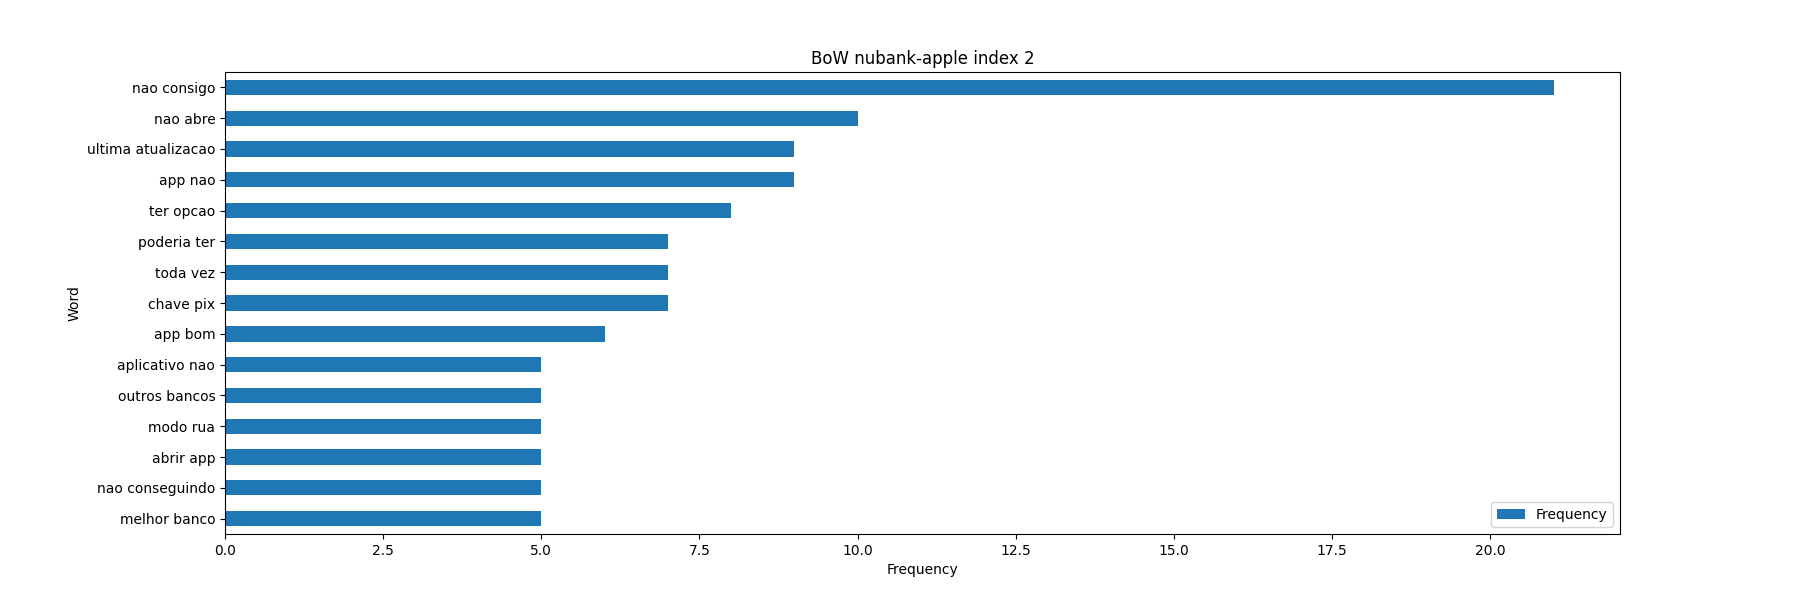 BoW nubank-apple index 2
nao consigo
nao abre
ultima atualizacao
app nao
ter opcao
poderia ter
toda vez
chave pix
app bom
aplicativo nao
outros bancos
modo rua
abrir app
nao conseguindo
melhor banco
Word
Frequency
0.0 2.5 5.0 7.5 10.0 12.5 15.0 17.5 20.0
Frequency